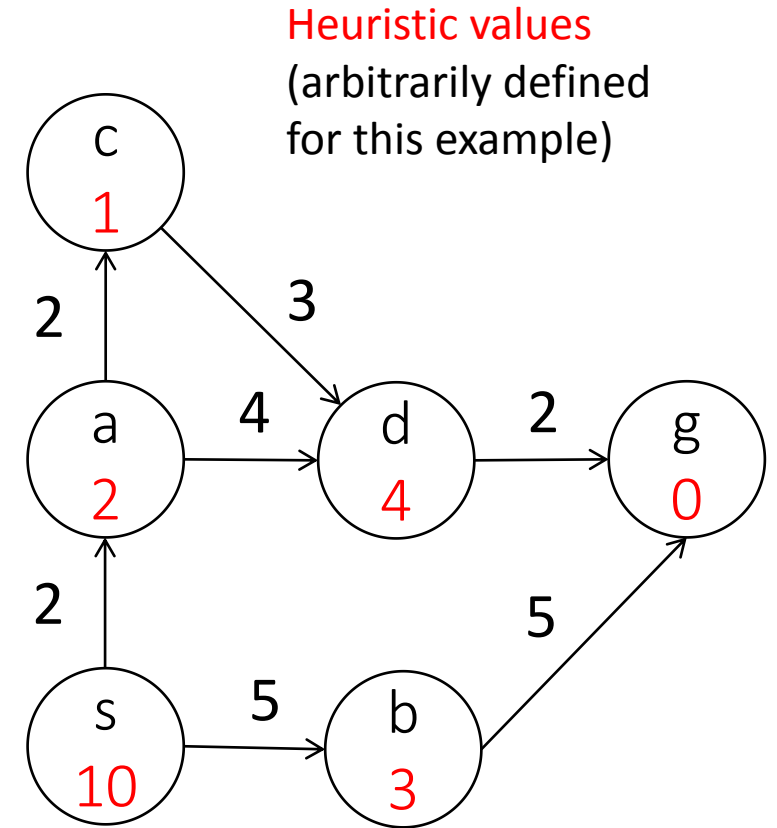 Heuristic values
(arbitrarily defined
for this example)
c
1
2
3
a
2
4
d
4
2
g
0
2
5
s
10
5
b
3